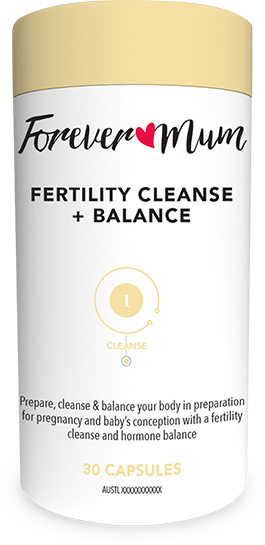 Forever Mum
FERTILITY CLEANSE
+ BALANCE
1
CLEANSE
Prepare, cleanse & balance your body in preparation
for pregnancy and baby's conception with a fertility
cleanse and hormone balance
30 CAPSULES
AUSTL XXXXXXXXXXXX